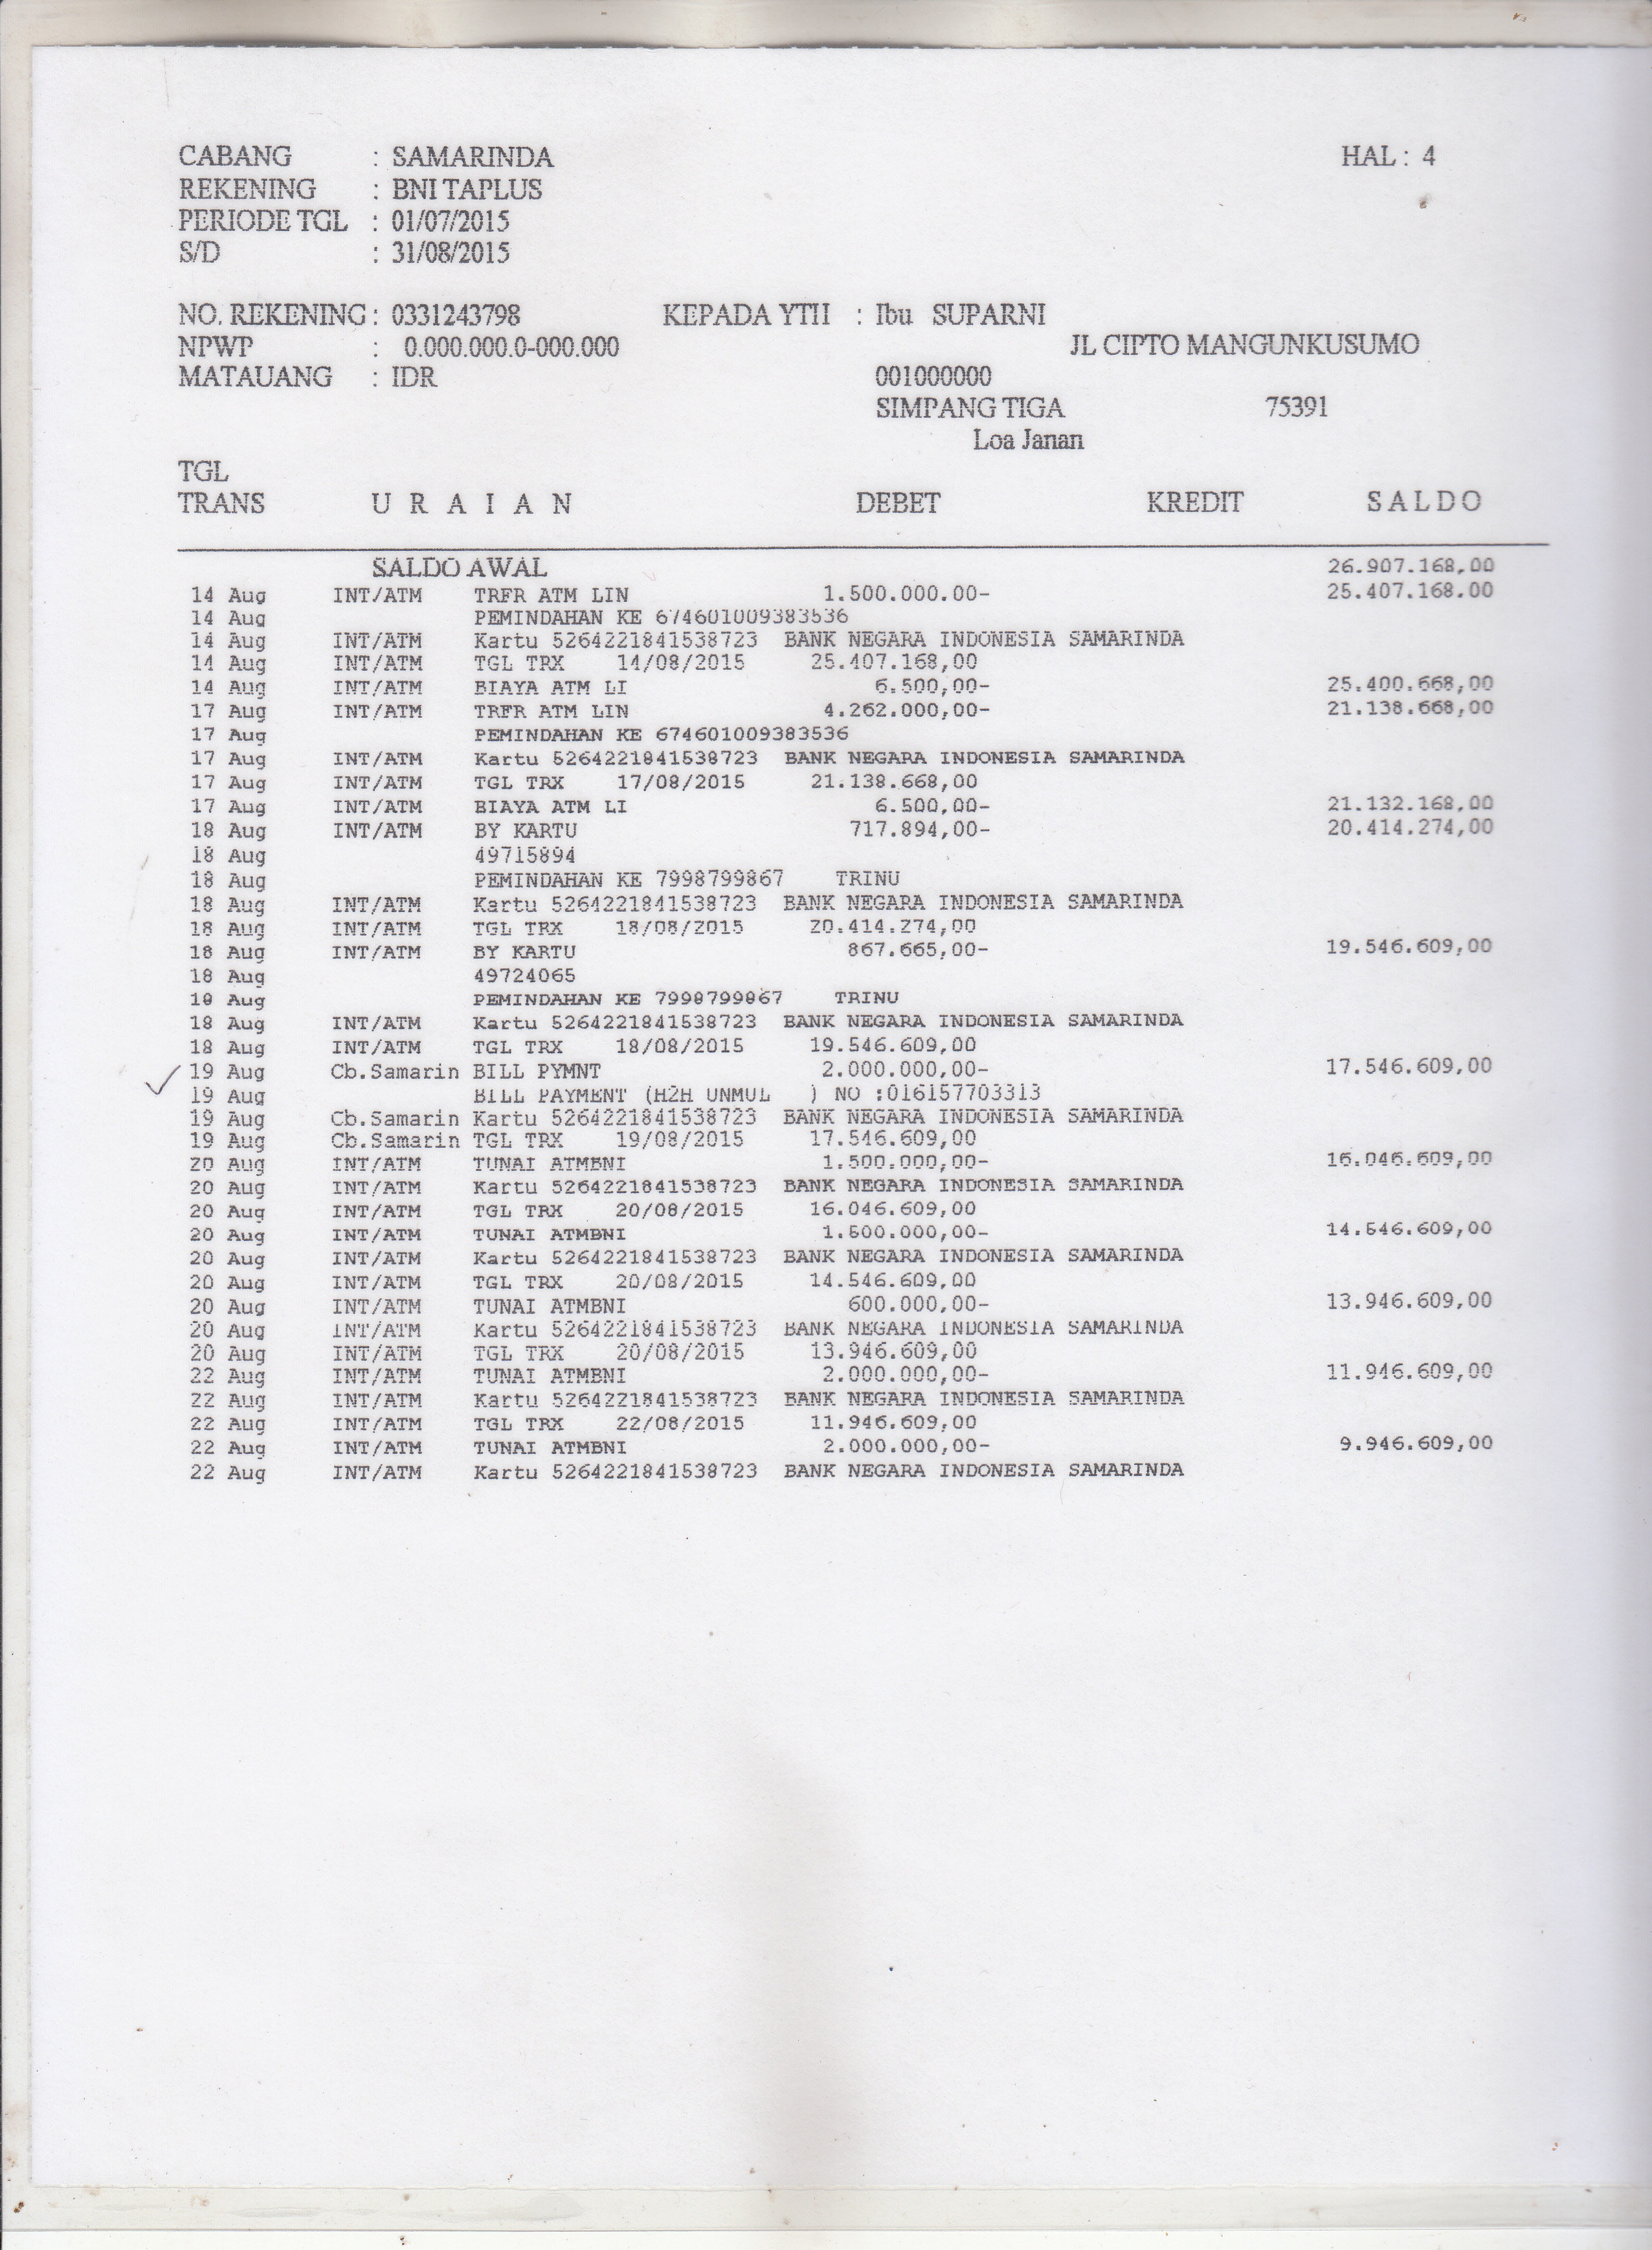 CABANG : SAMARINDA HAL : 4
REKENING : BNI TAPLUS
PERIODE TGL : 01/07/2015
S/D : 31/08/2015
NO. REKENING : 0331243798 KEPADA YTH : Ibu SUPARNI
NPWP : 0.000.000.0-000.000 JL CIPTO MANGUNKUSUMO
MATAUANG : IDR 001000000
SIMPANG TIGA 75391
Loa Janan
TGL
TRANS U R A I A N DEBET KREDIT S A L D O
SALDO AWAL 26.907.168,00
14 Aug INT/ATM TRFR ATM LIN 1.500.000.00- 25.407.168.00
14 Aug PEMINDAHAN KE 674601009383536
14 Aug INT/ATM Kartu 5264221841538723 BANK NEGARA INDONESIA SAMARINDA
14 Aug INT/ATM TGL TRX 14/08/2015 25.407.168,00
14 Aug INT/ATM BIAYA ATM LI 6.500,00- 25.400.668,00
17 Aug INT/ATM TRFR ATM LIN 4.262.000,00- 21.138.668,00
17 Aug PEMINDAHAN KE 674601009383536
17 Aug INT/ATM Kartu 5264221841538723 BANK NEGARA INDONESIA SAMARINDA
17 Aug INT/ATM TGL TRX 17/08/2015 21.138.668,00
17 Aug INT/ATM BIAYA ATM LI 6.500,00- 21.132.168,00
18 Aug INT/ATM BY KARTU 717.894,00- 20.414.274,00
18 Aug 49715894
18 Aug PEMINDAHAN KE 7998799867 TRINU
18 Aug INT/ATM Kartu 5264221841538723 BANK NEGARA INDONESIA SAMARINDA
18 Aug INT/ATM TGL TRX 18/08/2015 20.414.274,00
18 Aug INT/ATM BY KARTU 867.665,00- 19.546.609,00
18 Aug 49724065
18 Aug PEMINDAHAN KE 7998799867 TRINU
18 Aug INT/ATM Kartu 5264221841538723 BANK NEGARA INDONESIA SAMARINDA
18 Aug INT/ATM TGL TRX 18/08/2015 19.546.609,00
19 Aug Cb.Samarin BILL PYMNT 2.000.000,00- 17.546.609,00
19 Aug BILL PAYMENT (H2H UNMUL ) NO :016157703313
19 Aug Cb.Samarin Kartu 5264221841538723 BANK NEGARA INDONESIA SAMARINDA
19 Aug Cb.Samarin TGL TRX 19/08/2015 17.546.609,00
20 Aug INT/ATM TUNAI ATMBNI 1.500.000,00- 16.046.609,00
20 Aug INT/ATM Kartu 5264221841538723 BANK NEGARA INDONESIA SAMARINDA
20 Aug INT/ATM TGL TRX 20/08/2015 16.046.609,00
20 Aug INT/ATM TUNAI ATMBNI 1.500.000,00- 14.546.609,00
20 Aug INT/ATM Kartu 5264221841538723 BANK NEGARA INDONESIA SAMARINDA
20 Aug INT/ATM TGL TRX 20/08/2015 14.546.609,00
20 Aug INT/ATM TUNAI ATMBNI 600.000,00- 13.946.609,00
20 Aug INT/ATM Kartu 5264221841538723 BANK NEGARA INDONESIA SAMARINDA
20 Aug INT/ATM TGL TRX 20/08/2015 13.946.609,00
22 Aug INT/ATM TUNAI ATMBNI 2.000.000,00- 11.946.609,00
22 Aug INT/ATM Kartu 5264221841538723 BANK NEGARA INDONESIA SAMARINDA
22 Aug INT/ATM TGL TRX 22/08/2015 11.946.609,00
22 Aug INT/ATM TUNAI ATMBNI 2.000.000,00- 9.946.609,00
22 Aug INT/ATM Kartu 5264221841538723 BANK NEGARA INDONESIA SAMARINDA